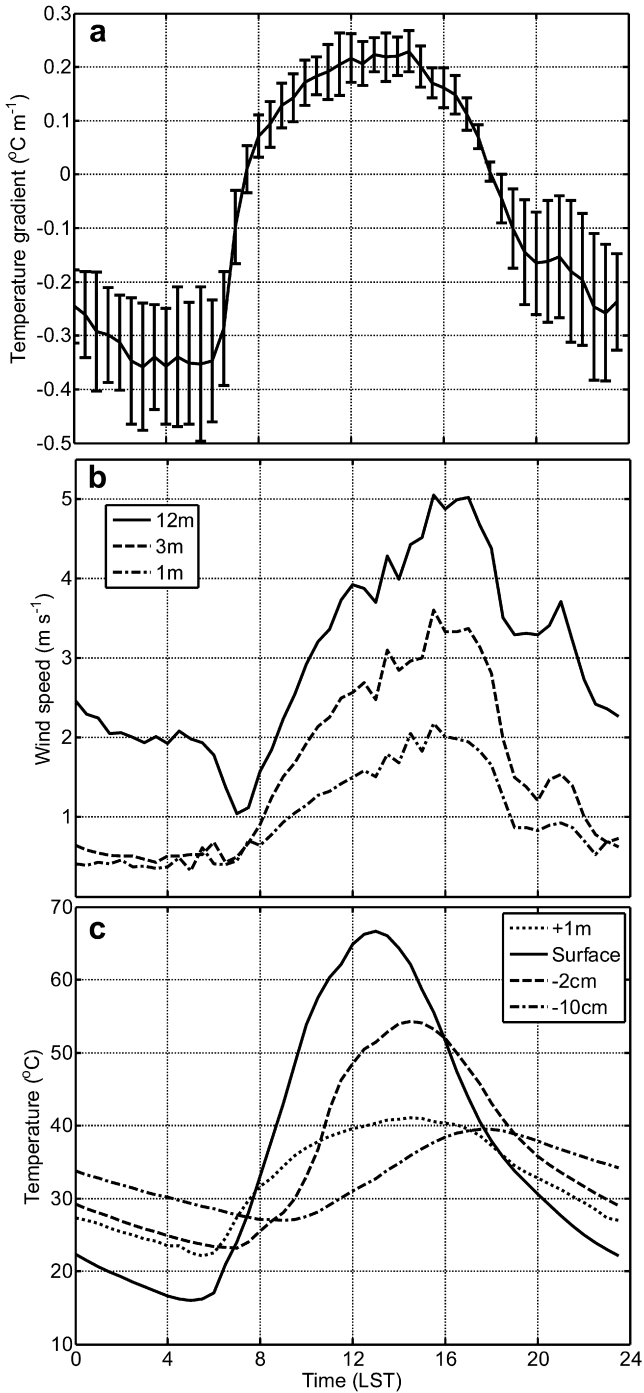 a
Temperature gradient (°C m⁻¹)
0.3
0.2
0.1
0
-0.1
-0.2
-0.3
-0.4
-0.5
b
12m
3m
1m
Wind speed (m s⁻¹)
5
4
3
2
1
c
+1m
Surface
-2cm
-10cm
Temperature (°C)
70
60
50
40
30
20
10
0 4 8 12 16 20 24
Time (LST)